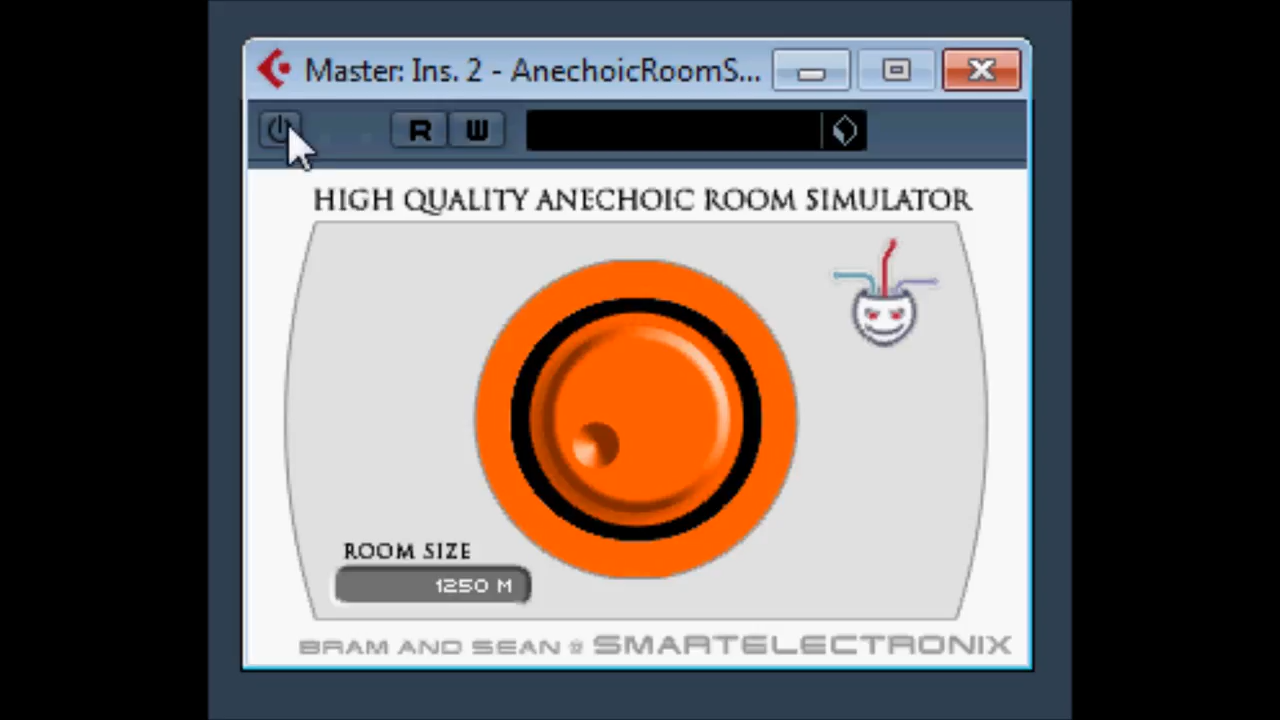 Master: Ins. 2 - AnechoicRoomS...
R W
HIGH QUALITY ANECHOIC ROOM SIMULATOR
ROOM SIZE
1250 M
BRAM AND SEAN @ SMARTELECTRONIX